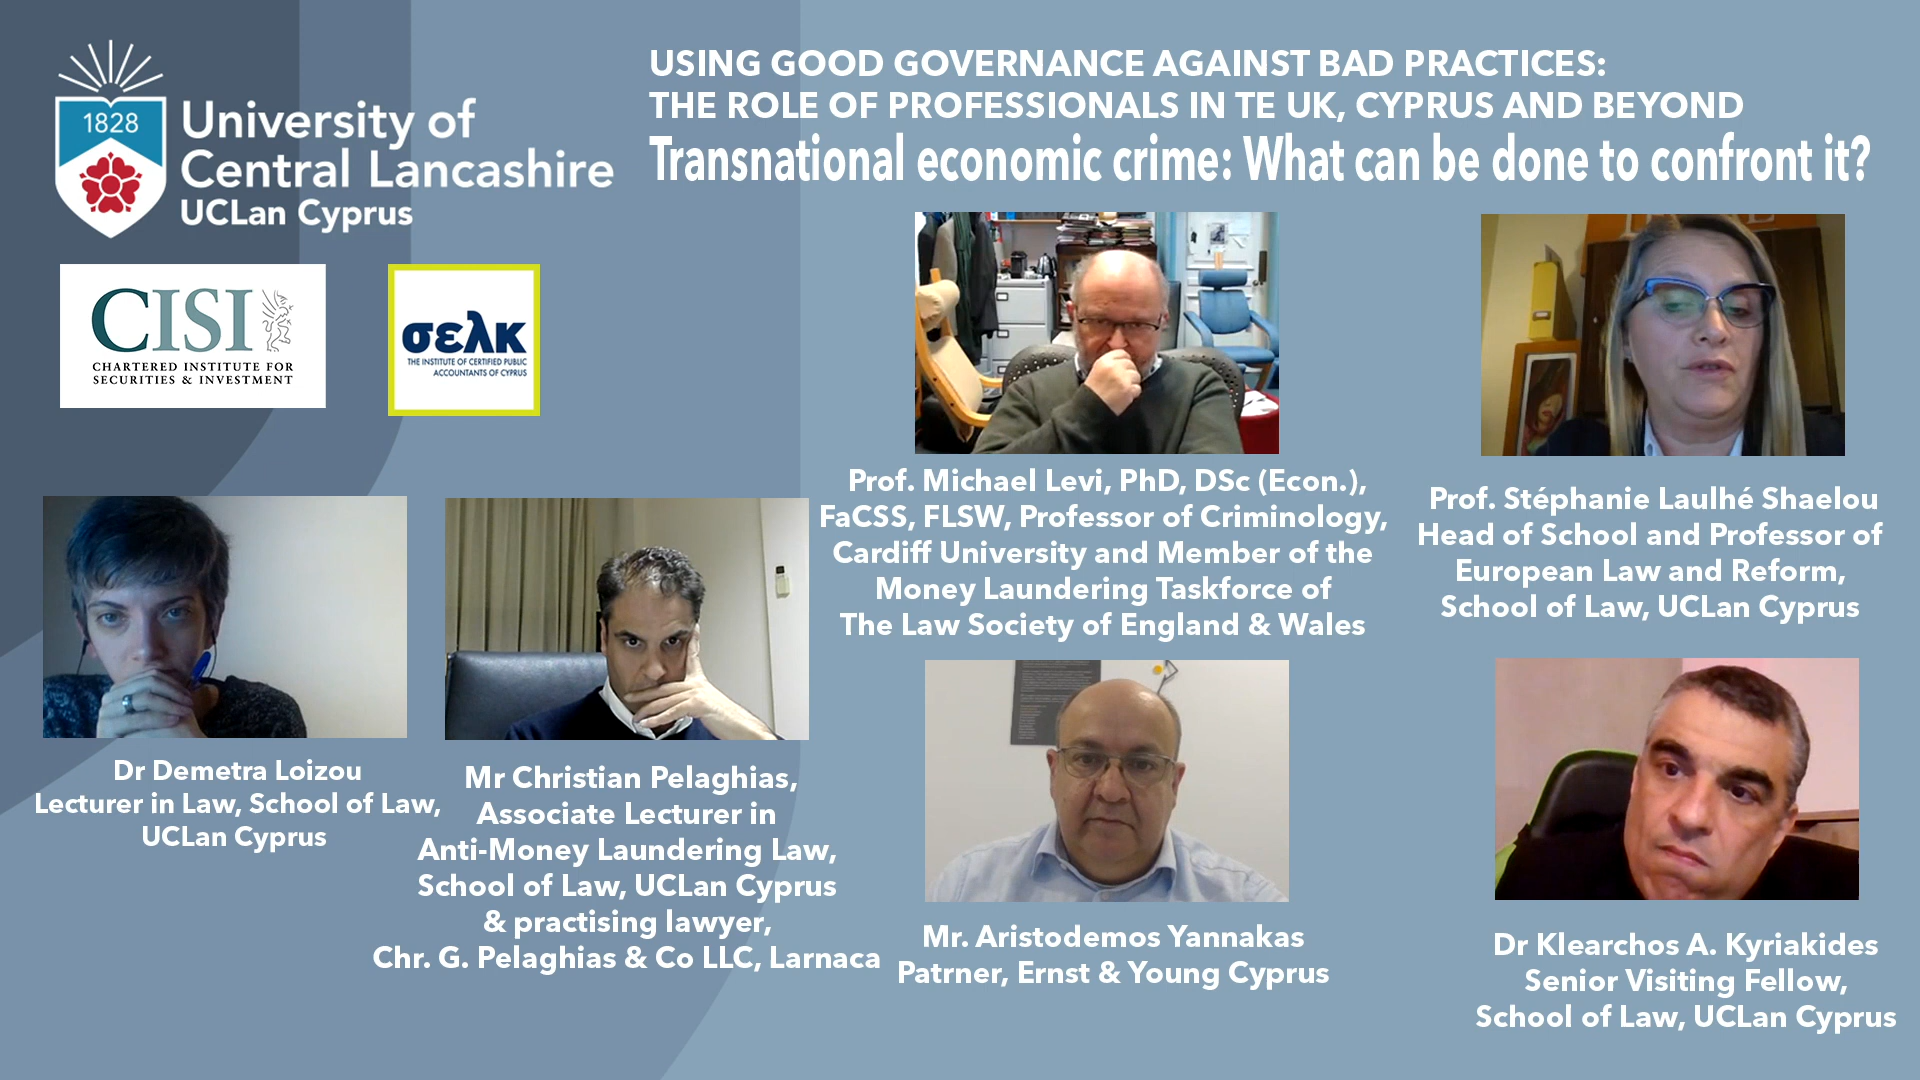 1828
University of
Central Lancashire
UCLan Cyprus
USING GOOD GOVERNANCE AGAINST BAD PRACTICES:
THE ROLE OF PROFESSIONALS IN TE UK, CYPRUS AND BEYOND
Transnational economic crime: What can be done to confront it?
CISI
CHARTERED INSTITUTE FOR
SECURITIES & INVESTMENT
σελκ
THE INSTITUTE OF CERTIFIED PUBLIC
ACCOUNTANTS OF CYPRUS
Prof. Michael Levi, PhD, DSc (Econ.),
FaCSS, FLSW, Professor of Criminology,
Cardiff University and Member of the
Money Laundering Taskforce of
The Law Society of England & Wales
Prof. Stéphanie Laulhé Shaelou
Head of School and Professor of
European Law and Reform,
School of Law, UCLan Cyprus
Dr Demetra Loizou
Lecturer in Law, School of Law,
UCLan Cyprus
Mr Christian Pelaghias,
Associate Lecturer in
Anti-Money Laundering Law,
School of Law, UCLan Cyprus
& practising lawyer,
Chr. G. Pelaghias & Co LLC, Larnaca
Mr. Aristodemos Yannakas
Patrner, Ernst & Young Cyprus
Dr Klearchos A. Kyriakides
Senior Visiting Fellow,
School of Law, UCLan Cyprus